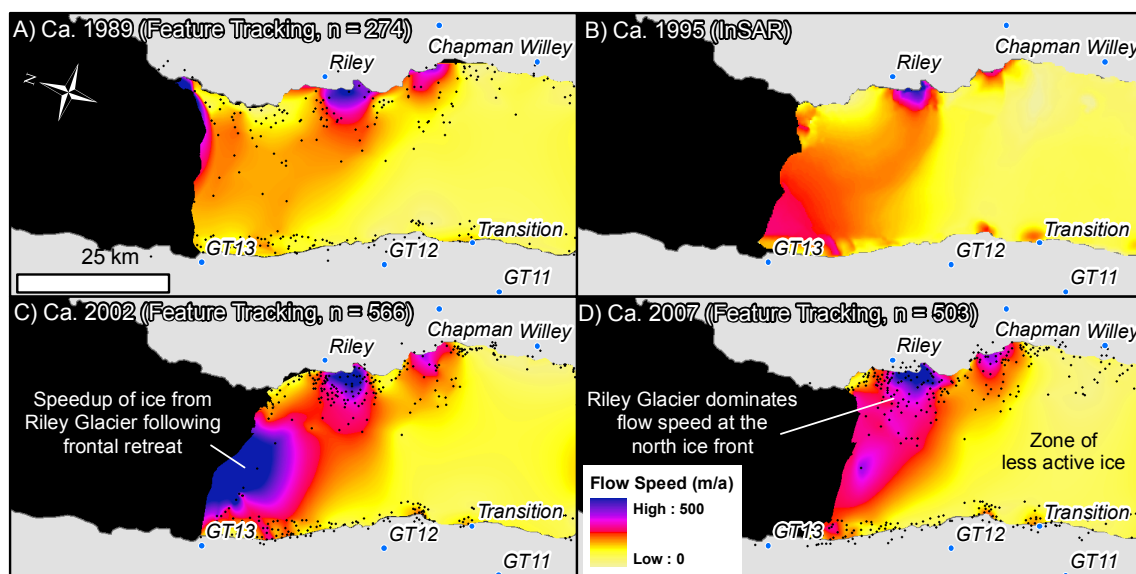 A) Ca. 1989 (Feature Tracking, n = 274)
Chapman Willey
Riley
N
GT13
GT12
Transition
GT11
25 km
B) Ca. 1995 (InSAR)
Chapman Willey
Riley
GT13
GT12
Transition
GT11
C) Ca. 2002 (Feature Tracking, n = 566)
Chapman Willey
Riley
Speedup of ice from
Riley Glacier following
frontal retreat
GT13
GT12
Transition
GT11
D) Ca. 2007 (Feature Tracking, n = 503)
Chapman Willey
Riley
Riley Glacier dominates
flow speed at the
north ice front
Zone of
less active ice
Flow Speed (m/a)
High : 500
Low : 0
GT13
GT12
Transition
GT11